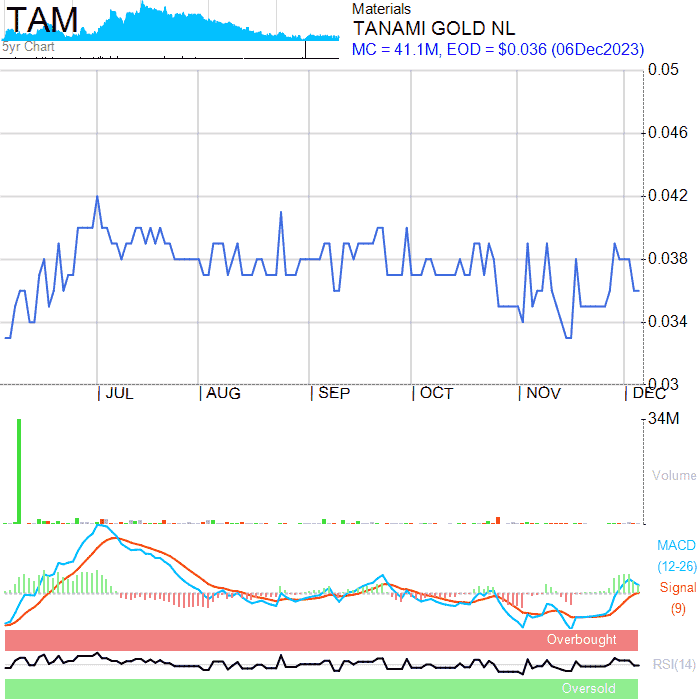 TAM
5yr Chart
Materials
TANAMI GOLD NL
MC = 41.1M, EOD = $0.036 (06Dec2023)
0.05
0.046
0.042
0.038
0.034
0.03
JUL AUG SEP OCT NOV DEC
34M
Volume
MACD
(12-26)
Signal
(9)
Overbought
RSI(14)
Oversold